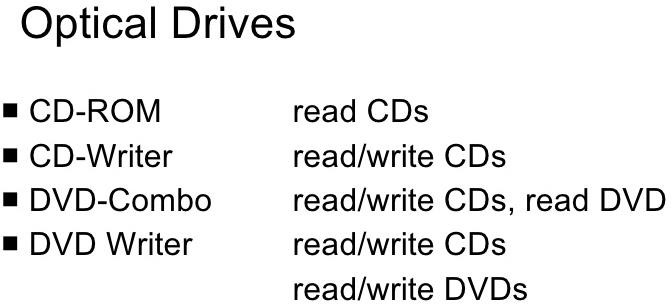 Optical Drives
■ CD-ROM read CDs
■ CD-Writer read/write CDs
■ DVD-Combo read/write CDs, read DVD
■ DVD Writer read/write CDs
read/write DVDs